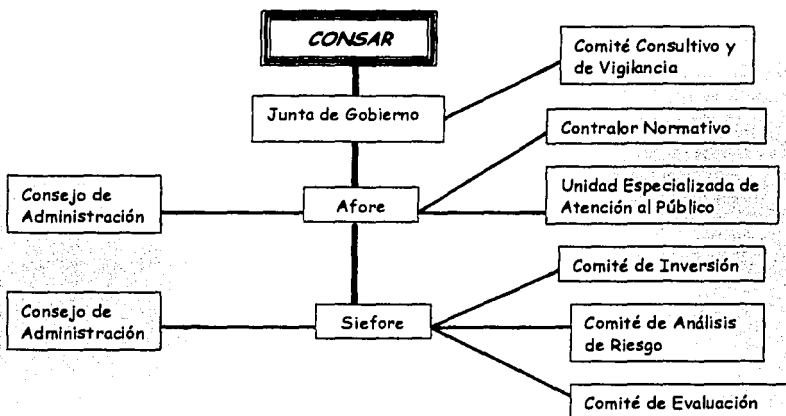 CONSAR
Comité Consultivo y
de Vigilancia
Junta de Gobierno
Contralor Normativo
Consejo de
Administración
Afore
Unidad Especializada de
Atención al Público
Comité de Inversión
Consejo de
Administración
Siefore
Comité de Análisis
de Riesgo
Comité de Evaluación